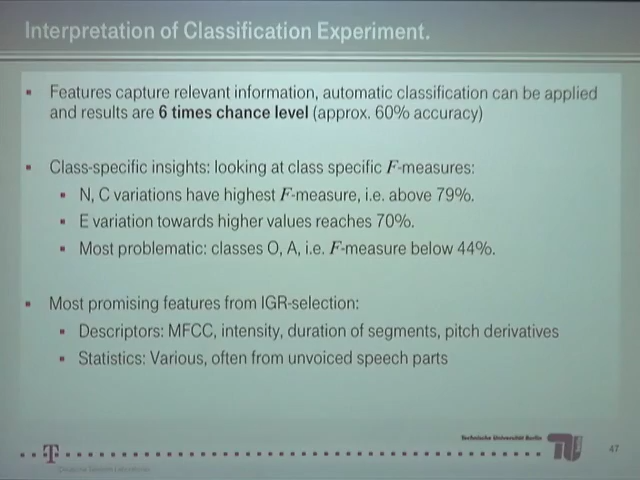 Interpretation of Classification Experiment.
Features capture relevant information, automatic classification can be applied
and results are 6 times chance level (approx. 60% accuracy)
Class-specific insights: looking at class specific F-measures:
N, C variations have highest F-measure, i.e. above 79%.
E variation towards higher values reaches 70%.
Most problematic: classes O, A, i.e. F-measure below 44%.
Most promising features from IGR-selection:
Descriptors: MFCC, intensity, duration of segments, pitch derivatives
Statistics: Various, often from unvoiced speech parts
Technische Universität Berlin
T
TU
47